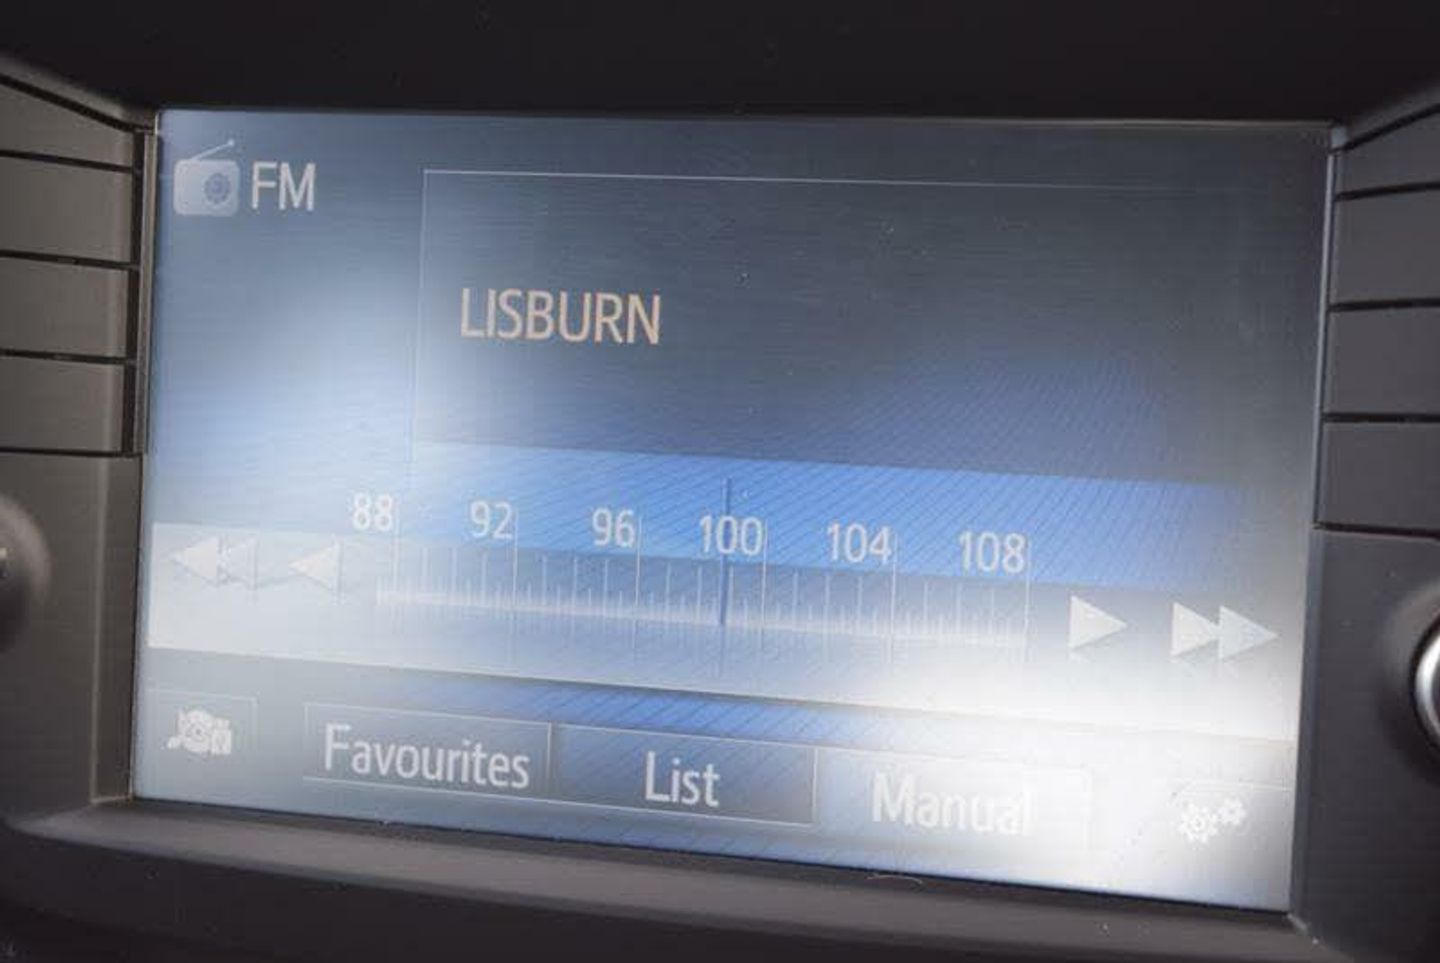 FM
LISBURN
88 92 96 100 104 108
Favourites List Manual